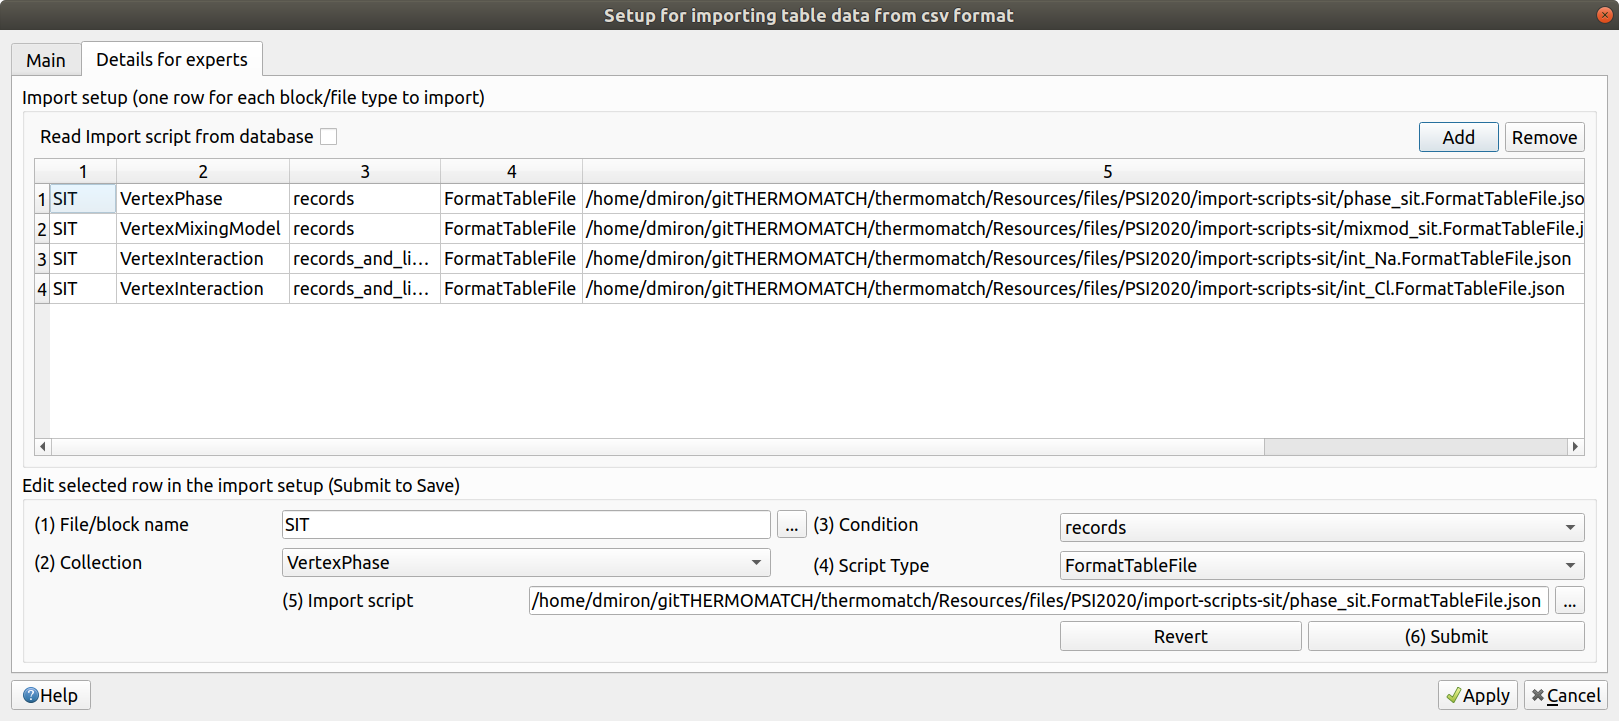 Setup for importing table data from csv format
Main Details for experts
Import setup (one row for each block/file type to import)
Read Import script from database Add Remove
1 2 3 4 5
1 SIT VertexPhase records FormatTableFile /home/dmiron/gitTHERMOMATCH/thermomatch/Resources/files/PSI2020/import-scripts-sit/phase_sit.FormatTableFile.jso
2 SIT VertexMixingModel records FormatTableFile /home/dmiron/gitTHERMOMATCH/thermomatch/Resources/files/PSI2020/import-scripts-sit/mixmod_sit.FormatTableFile.j
3 SIT VertexInteraction records_and_li... FormatTableFile /home/dmiron/gitTHERMOMATCH/thermomatch/Resources/files/PSI2020/import-scripts-sit/int_Na.FormatTableFile.json
4 SIT VertexInteraction records_and_li... FormatTableFile /home/dmiron/gitTHERMOMATCH/thermomatch/Resources/files/PSI2020/import-scripts-sit/int_Cl.FormatTableFile.json
Edit selected row in the import setup (Submit to Save)
(1) File/block name SIT ... (3) Condition records
(2) Collection VertexPhase (4) Script Type FormatTableFile
(5) Import script /home/dmiron/gitTHERMOMATCH/thermomatch/Resources/files/PSI2020/import-scripts-sit/phase_sit.FormatTableFile.json ...
Revert (6) Submit
?Help Apply Cancel